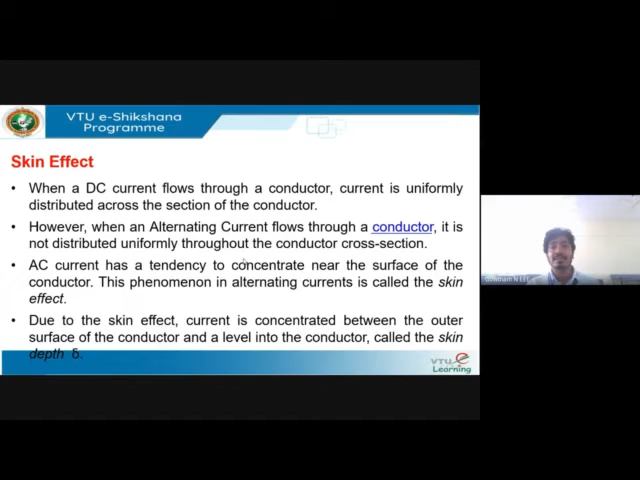 VTU e-Shikshana
Programme
Skin Effect
• When a DC current flows through a conductor, current is uniformly
distributed across the section of the conductor.
• However, when an Alternating Current flows through a conductor, it is
not distributed uniformly throughout the conductor cross-section.
• AC current has a tendency to concentrate near the surface of the
conductor. This phenomenon in alternating currents is called the skin
effect.
• Due to the skin effect, current is concentrated between the outer
surface of the conductor and a level into the conductor, called the skin
depth δ.
VTU e
Learning